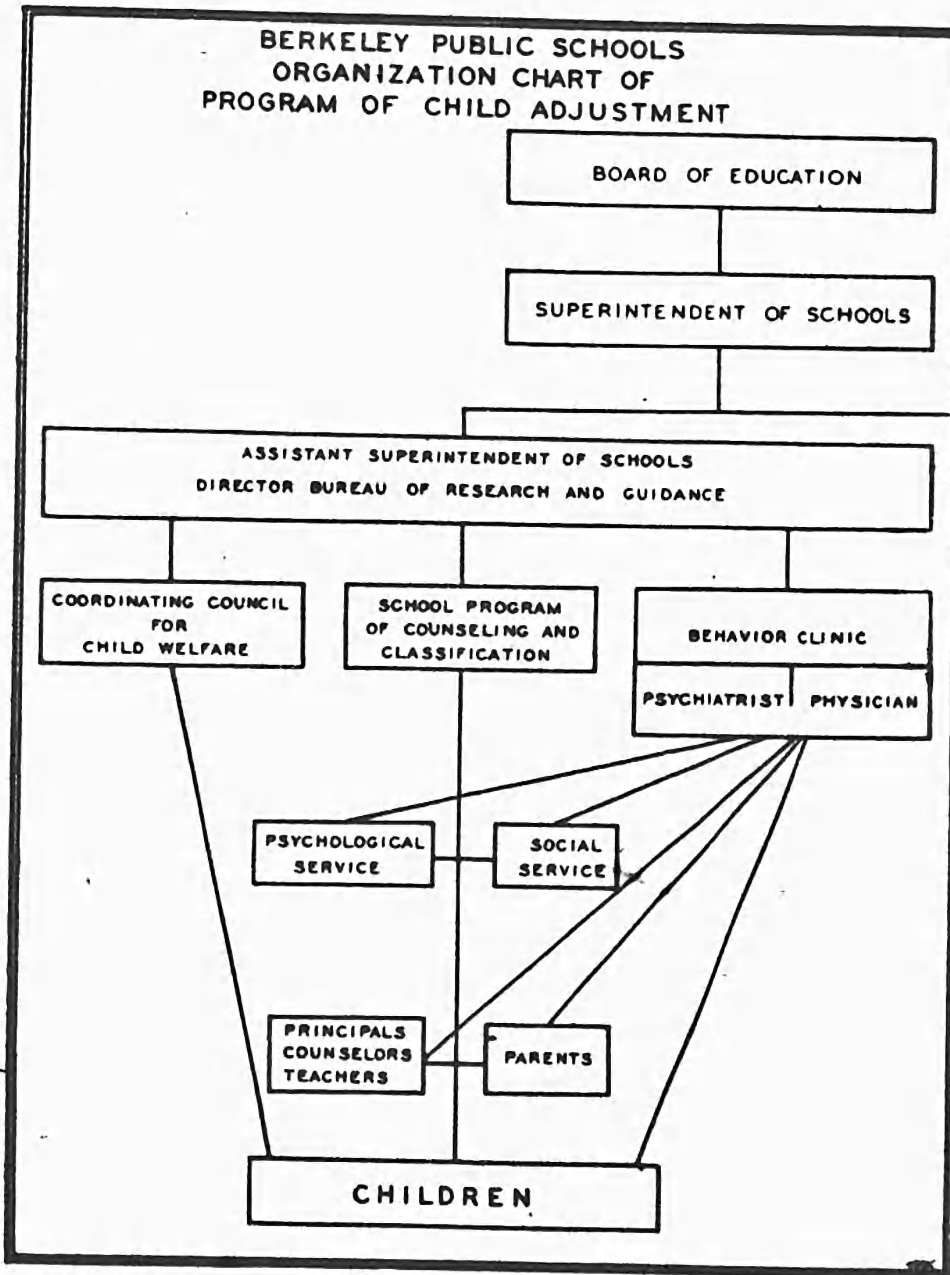 BERKELEY PUBLIC SCHOOLS
ORGANIZATION CHART OF
PROGRAM OF CHILD ADJUSTMENT
BOARD OF EDUCATION
SUPERINTENDENT OF SCHOOLS
ASSISTANT SUPERINTENDENT OF SCHOOLS
DIRECTOR BUREAU OF RESEARCH AND GUIDANCE
COORDINATING COUNCIL
FOR
CHILD WELFARE
SCHOOL PROGRAM
OF COUNSELING AND
CLASSIFICATION
BEHAVIOR CLINIC
PSYCHIATRIST
PHYSICIAN
PSYCHOLOGICAL
SERVICE
SOCIAL
SERVICE
PRINCIPALS
COUNSELORS
TEACHERS
PARENTS
CHILDREN